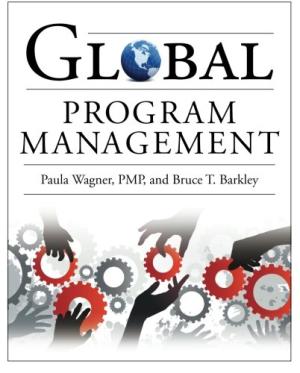 GLOBAL
PROGRAM
MANAGEMENT
Paula Wagner, PMP, and Bruce T. Barkley